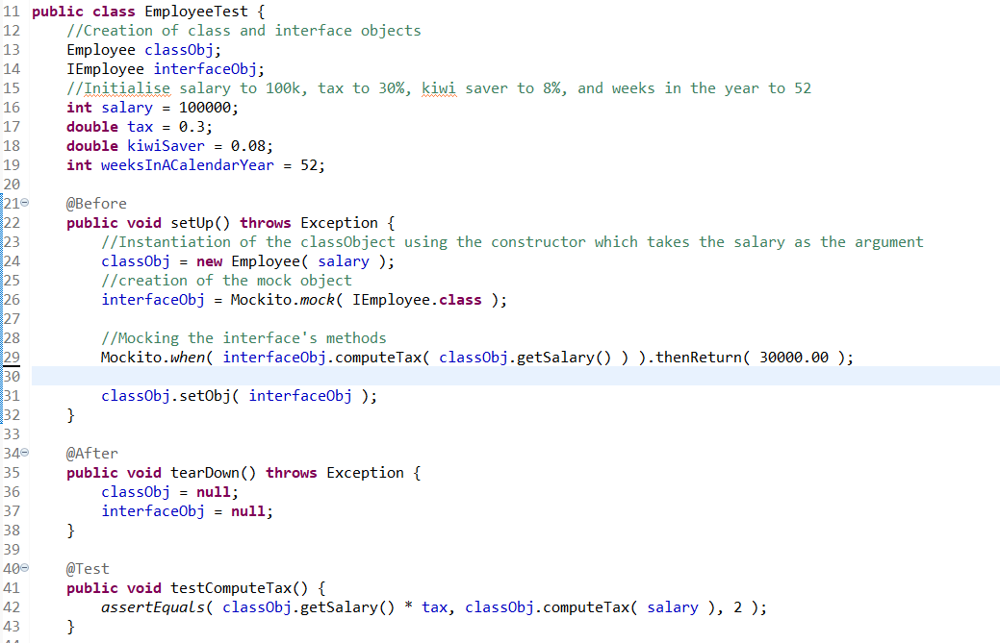 11 public class EmployeeTest {
12     //Creation of class and interface objects
13     Employee classObj;
14     IEmployee interfaceObj;
15     //Initialise salary to 100k, tax to 30%, kiwi saver to 8%, and weeks in the year to 52
16     int salary = 100000;
17     double tax = 0.3;
18     double kiwiSaver = 0.08;
19     int weeksInACalendarYear = 52;
20
21     @Before
22     public void setUp() throws Exception {
23         //Instantiation of the classObject using the constructor which takes the salary as the argument
24         classObj = new Employee( salary );
25         //creation of the mock object
26         interfaceObj = Mockito.mock( IEmployee.class );
27
28         //Mocking the interface's methods
29         Mockito.when( interfaceObj.computeTax( classObj.getSalary() ) ).thenReturn( 30000.00 );
30
31         classObj.setObj( interfaceObj );
32     }
33
34     @After
35     public void tearDown() throws Exception {
36         classObj = null;
37         interfaceObj = null;
38     }
39
40     @Test
41     public void testComputeTax() {
42         assertEquals( classObj.getSalary() * tax, classObj.computeTax( salary ), 2 );
43     }